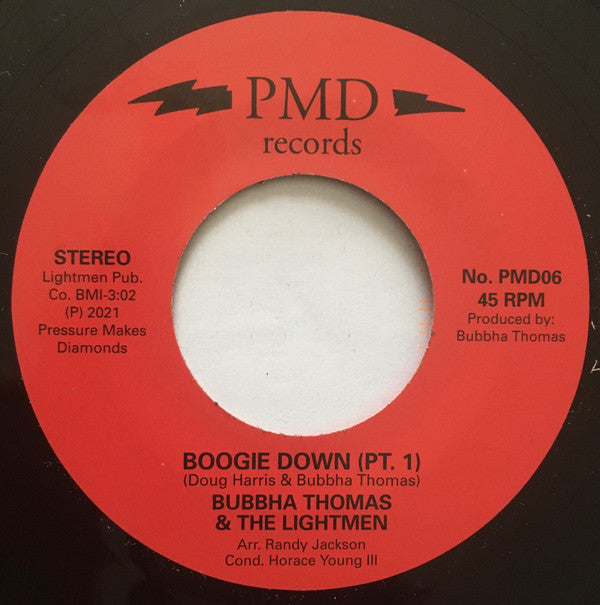 PMD
records
STEREO
Lightmen Pub.
Co. BMI-3:02
(P) 2021
Pressure Makes
Diamonds
No. PMD06
45 RPM
Produced by:
Bubbha Thomas
BOOGIE DOWN (PT. 1)
(Doug Harris & Bubbha Thomas)
BUBBHA THOMAS
& THE LIGHTMEN
Arr. Randy Jackson
Cond. Horace Young III